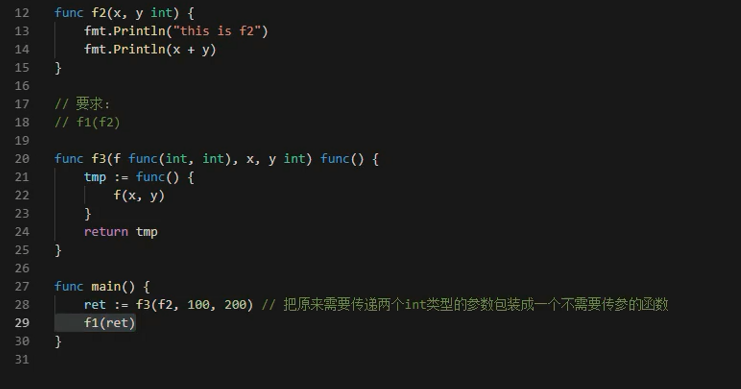 12 func f2(x, y int) {
13     fmt.Println("this is f2")
14     fmt.Println(x + y)
15 }
16
17 // 要求:
18 // f1(f2)
19
20 func f3(f func(int, int), x, y int) func() {
21     tmp := func() {
22         f(x, y)
23     }
24     return tmp
25 }
26
27 func main() {
28     ret := f3(f2, 100, 200) // 把原来需要传递两个int类型的参数包装成一个不需要传参的函数
29     f1(ret)
30 }
31